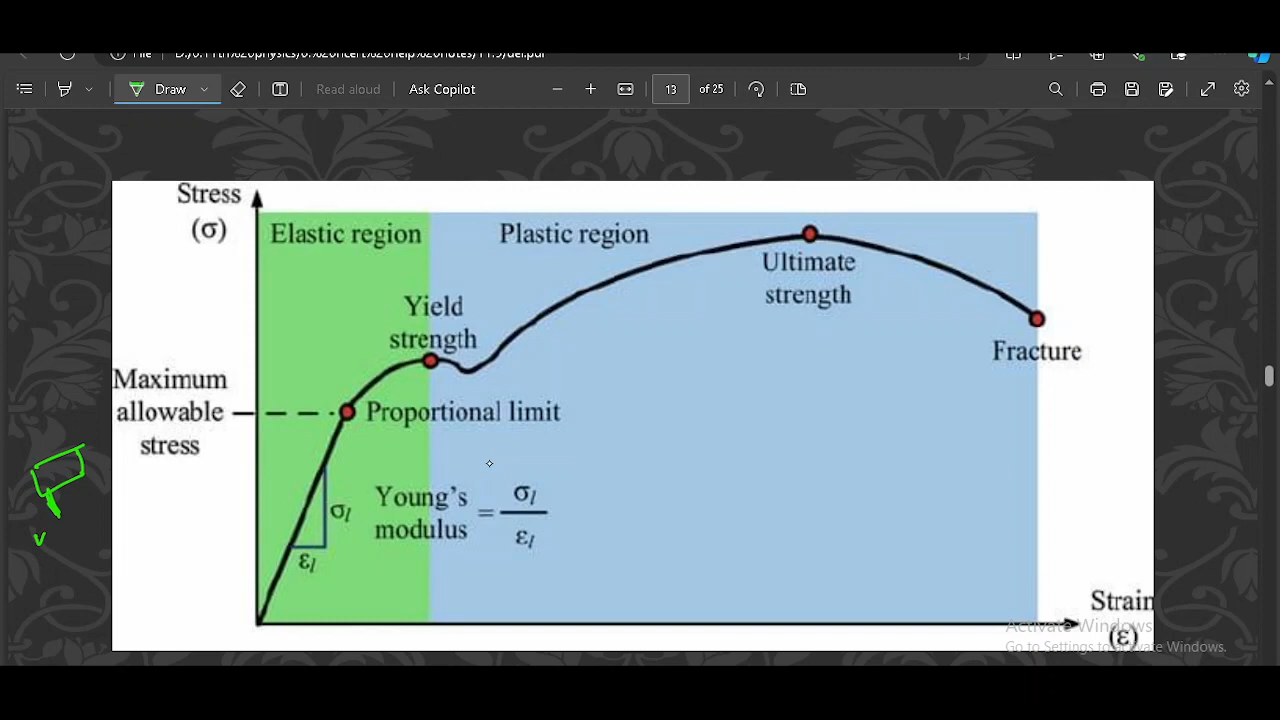 Draw
Read aloud
Ask Copilot
13
of 25
Stress
(σ)
Elastic region
Plastic region
Ultimate
strength
Yield
strength
Fracture
Maximum
allowable
stress
Proportional limit
Young's
modulus
= σl
εl
σl
εl
Strain
(ε)
V
Activate Windows
Go to Settings to activate Windows.